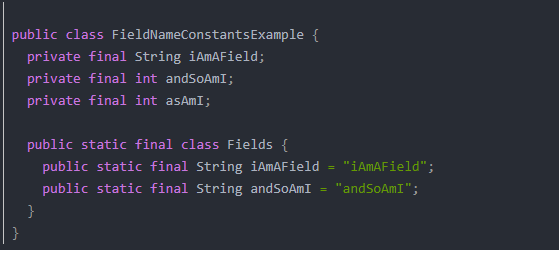 public class FieldNameConstantsExample {
  private final String iAmAField;
  private final int andSoAmI;
  private final int asAmI;

  public static final class Fields {
    public static final String iAmAField = "iAmAField";
    public static final String andSoAmI = "andSoAmI";
  }
}